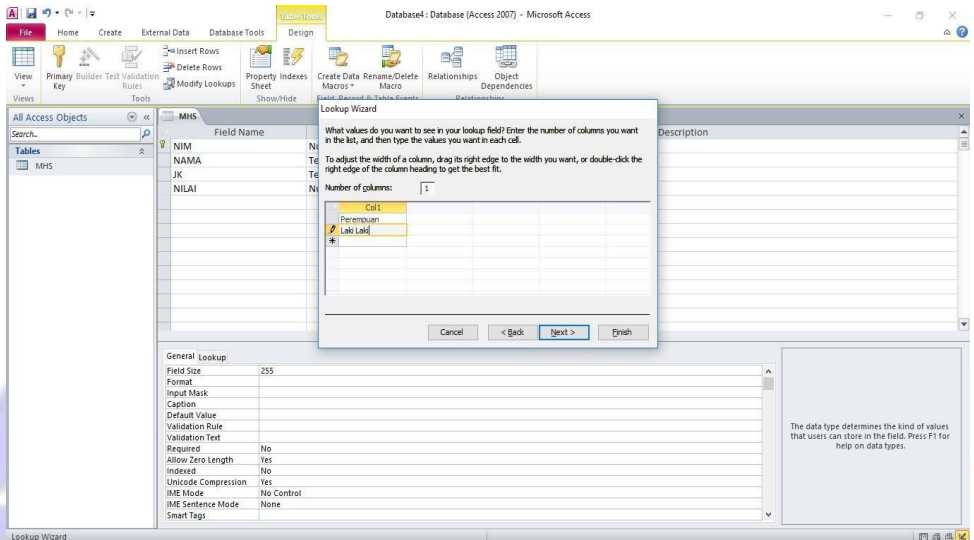 Table Tools
Database4 : Database (Access 2007) - Microsoft Access
File Home Create External Data Database Tools Design
View
Primary Key
Builder
Test Validation Rules
Insert Rows
Delete Rows
Modify Lookups
Property Sheet
Indexes
Create Data Macros
Rename/Delete Macro
Relationships
Object Dependencies
Views
Tools
Show/Hide
Field, Record & Table Events
Relationships
All Access Objects
Search...
Tables
MHS
MHS
Field Name
Description
NIM
NAMA
JK
NILAI
Lookup Wizard
What values do you want to see in your lookup field? Enter the number of columns you want
in the list, and then type the values you want in each cell.
To adjust the width of a column, drag its right edge to the width you want, or double-click the
right edge of the column heading to get the best fit.
Number of columns: 1
Col1
Perempuan
Laki Laki
Cancel < Back Next > Finish
General Lookup
Field Size 255
Format
Input Mask
Caption
Default Value
Validation Rule
Validation Text
Required No
Allow Zero Length Yes
Indexed No
Unicode Compression Yes
IME Mode No Control
IME Sentence Mode None
Smart Tags
The data type determines the kind of values
that users can store in the field. Press F1 for
help on data types.
Lookup Wizard